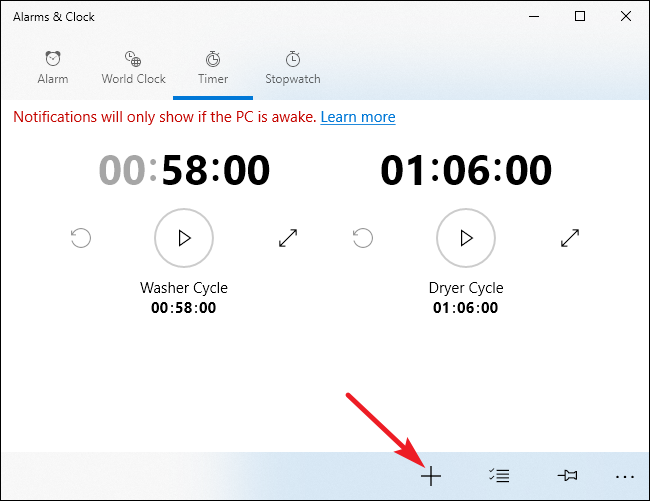 Alarms & Clock
Alarm World Clock Timer Stopwatch
Notifications will only show if the PC is awake. Learn more
00:58:00 01:06:00
Washer Cycle Dryer Cycle
00:58:00 01:06:00